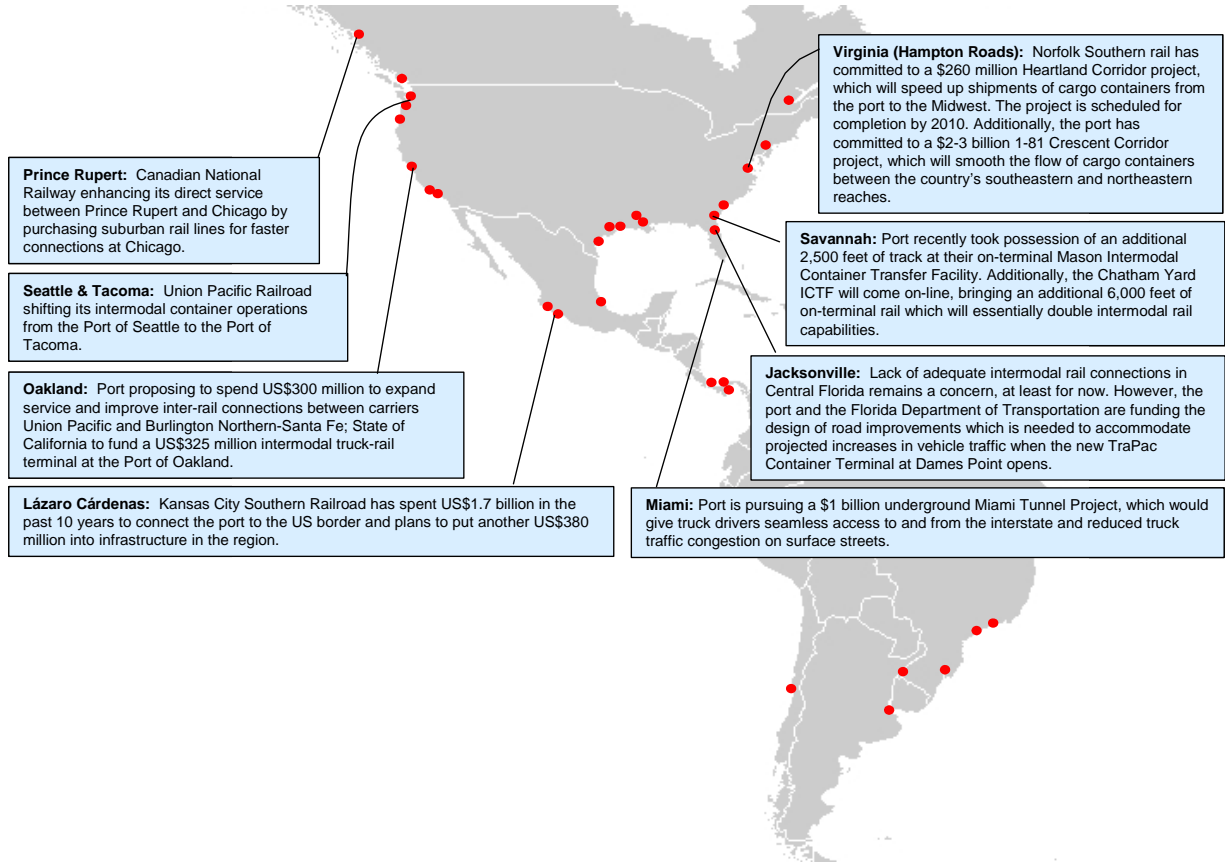 Prince Rupert: Canadian National
Railway enhancing its direct service
between Prince Rupert and Chicago by
purchasing suburban rail lines for faster
connections at Chicago.
Seattle & Tacoma: Union Pacific Railroad
shifting its intermodal container operations
from the Port of Seattle to the Port of
Tacoma.
Oakland: Port proposing to spend US$300 million to expand
service and improve inter-rail connections between carriers
Union Pacific and Burlington Northern-Santa Fe; State of
California to fund a US$325 million intermodal truck-rail
terminal at the Port of Oakland.
Lázaro Cárdenas: Kansas City Southern Railroad has spent US$1.7 billion in the
past 10 years to connect the port to the US border and plans to put another US$380
million into infrastructure in the region.
Virginia (Hampton Roads): Norfolk Southern rail has
committed to a $260 million Heartland Corridor project,
which will speed up shipments of cargo containers from
the port to the Midwest. The project is scheduled for
completion by 2010. Additionally, the port has
committed to a $2-3 billion 1-81 Crescent Corridor
project, which will smooth the flow of cargo containers
between the country's southeastern and northeastern
reaches.
Savannah: Port recently took possession of an additional
2,500 feet of track at their on-terminal Mason Intermodal
Container Transfer Facility. Additionally, the Chatham Yard
ICTF will come on-line, bringing an additional 6,000 feet of
on-terminal rail which will essentially double intermodal rail
capabilities.
Jacksonville: Lack of adequate intermodal rail connections in
Central Florida remains a concern, at least for now. However, the
port and the Florida Department of Transportation are funding the
design of road improvements which is needed to accommodate
projected increases in vehicle traffic when the new TraPac
Container Terminal at Dames Point opens.
Miami: Port is pursuing a $1 billion underground Miami Tunnel Project, which would
give truck drivers seamless access to and from the interstate and reduced truck
traffic congestion on surface streets.